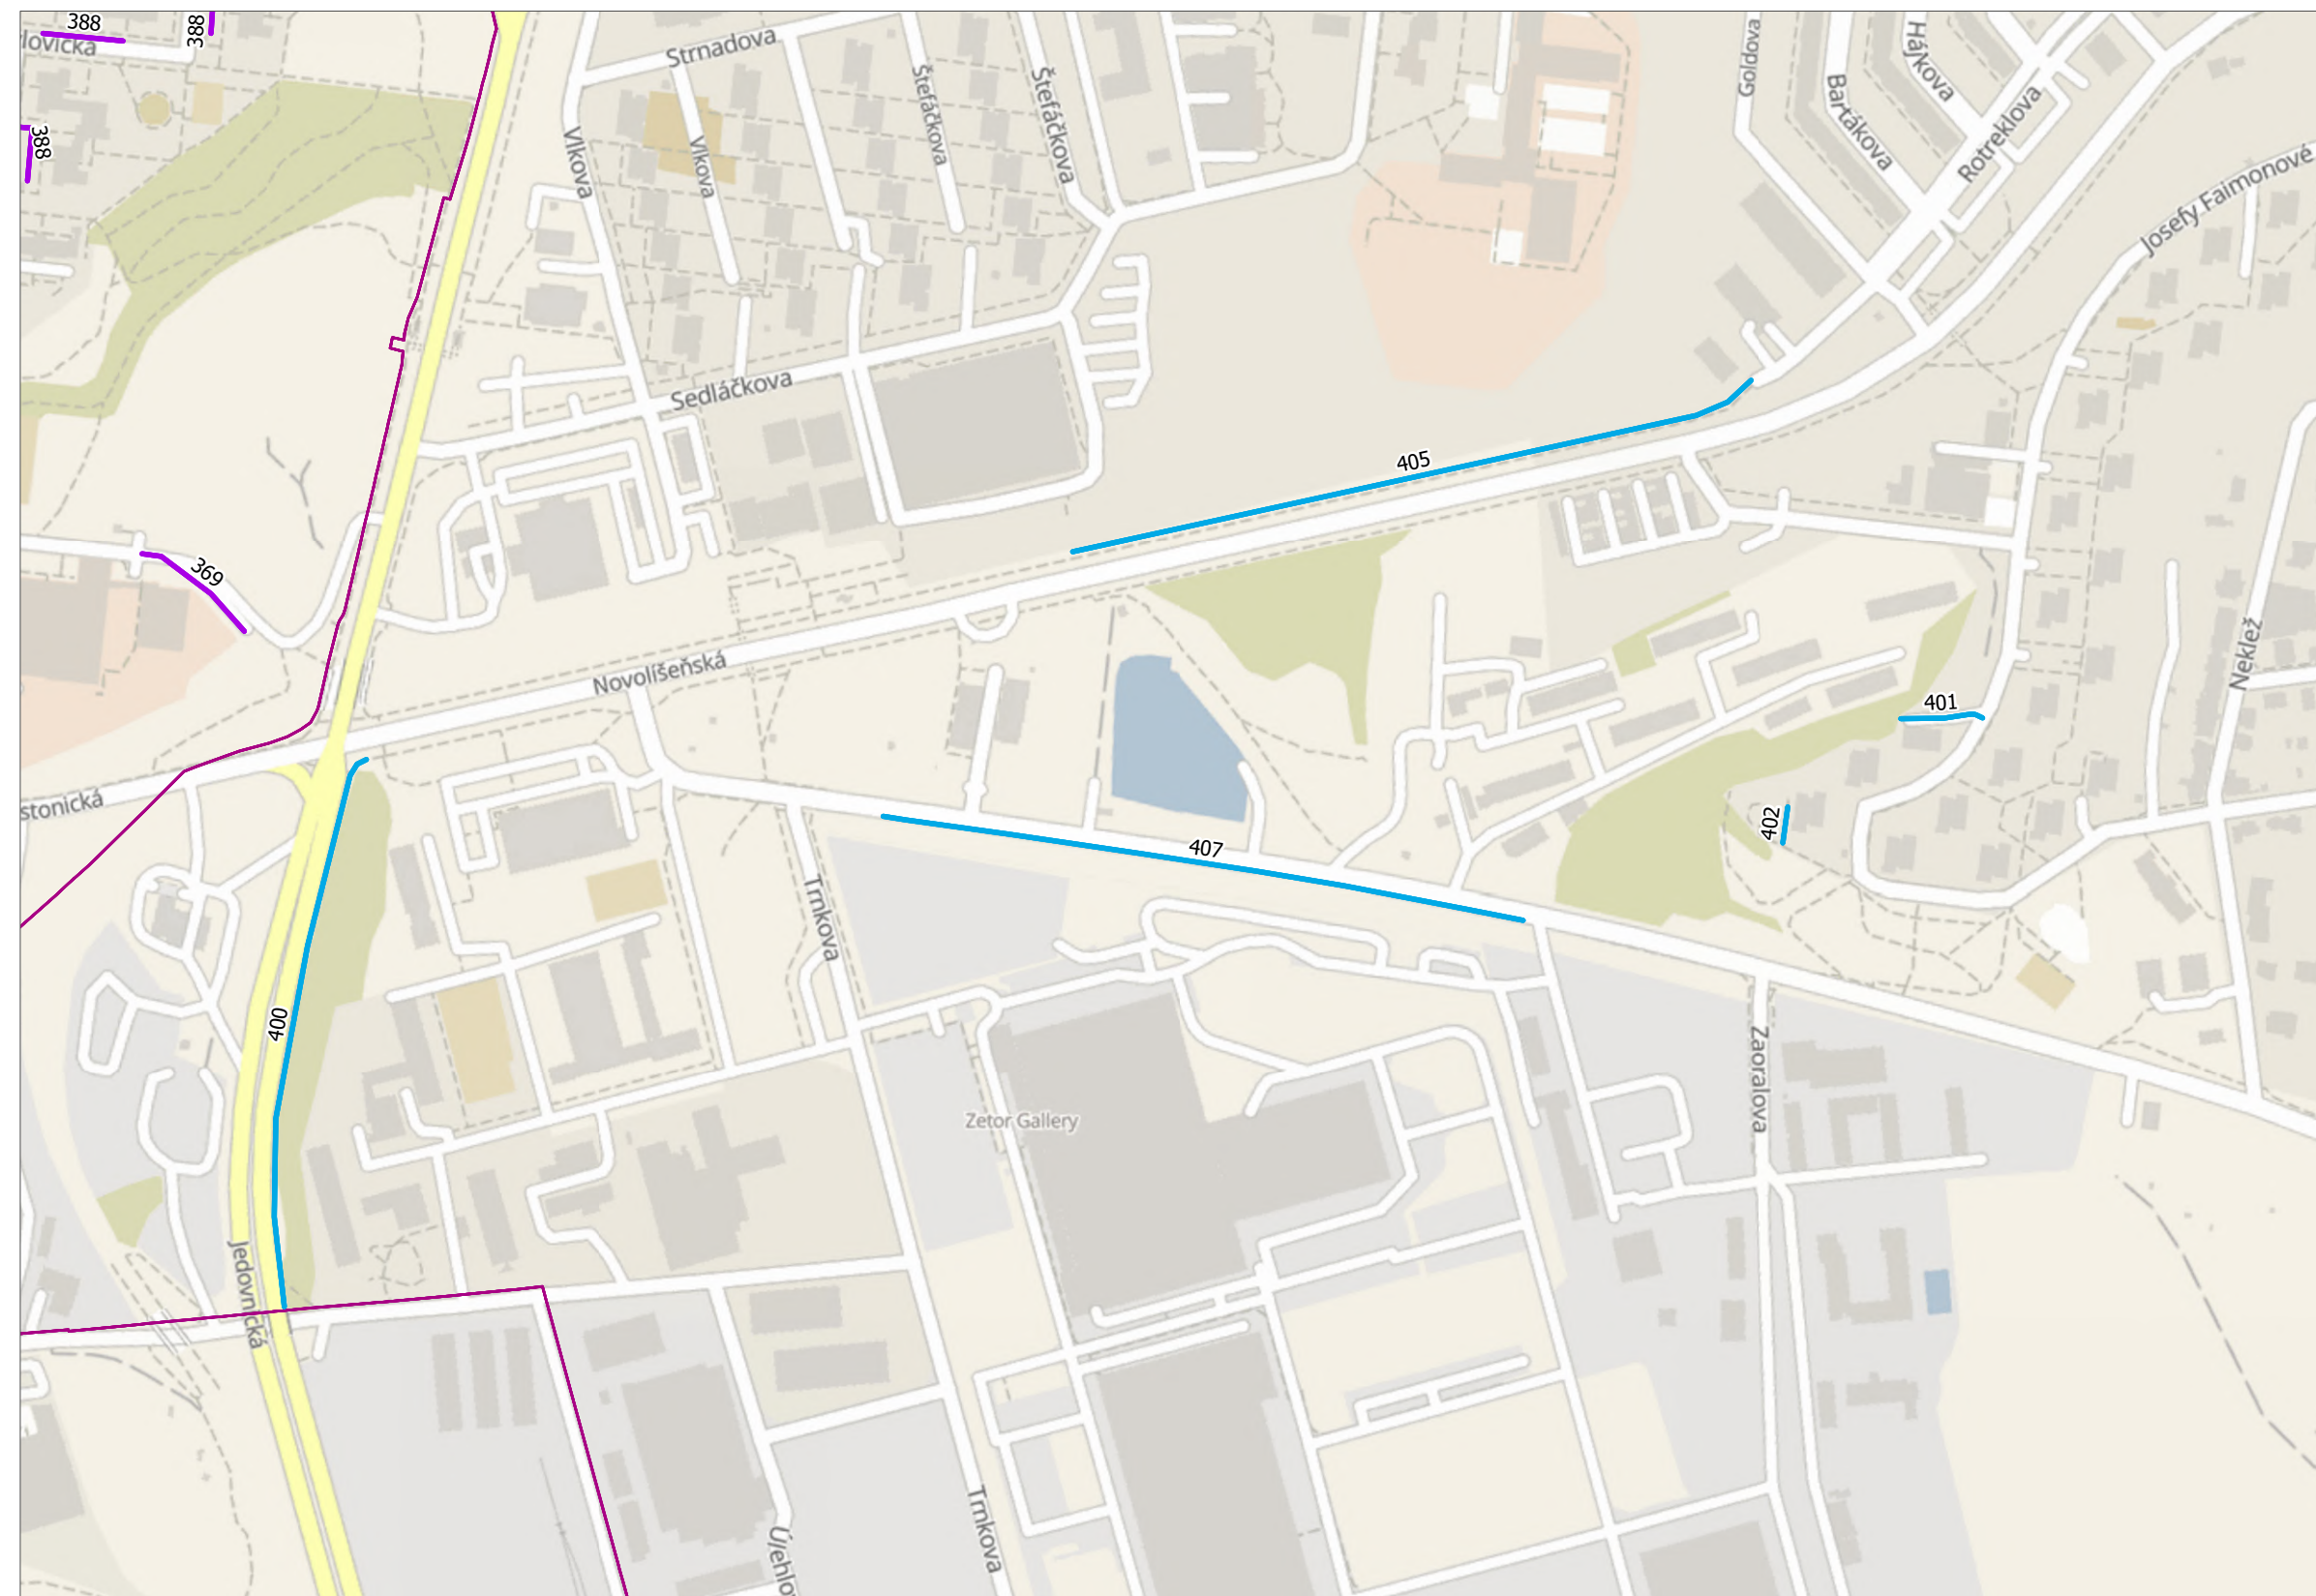 388
388
lovická
388
Strnadova
Štefáčkova
Štefáčkova
Vlkova
Vlkova
Goldova
Hájkova
Bartákova
Rotreklova
Josefy Faimonové
Sedláčkova
405
369
Novolíšeňská
Neklež
401
stonická
402
407
Trnkova
400
Zaoralova
Zetor Gallery
Jedovnická
Trnkova
Újehlo